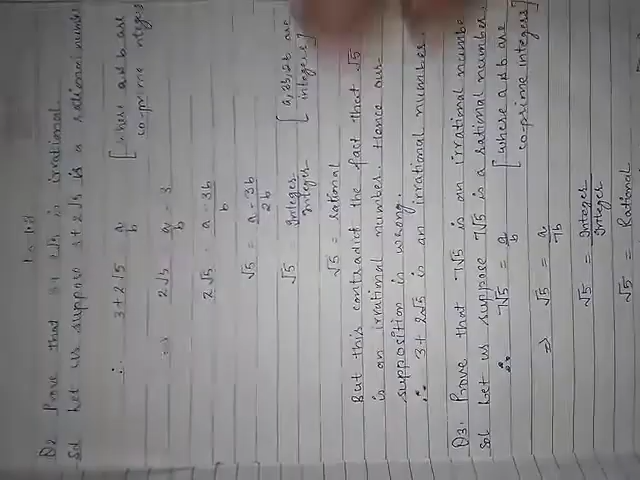 Q2 Prove that 3+2√5 is irrational.
Sol Let us suppose 3+2√5 is a rational number
∴ 3+2√5 a/b [where a & b are co-prime integers
=> 2√5 a/b - 3
2√5 = a-3b/b
√5 = a-3b/2b
√5 Integer/Integer [a, 3b, 2b are integers]
√5 = rational
But this contradict the fact that √5
is an irrational number. Hence our
supposition is wrong.
∴ 3+2√5 is an irrational number.
Q3. Prove that 7√5 is an irrational numbe
Sol Let us suppose 7√5 is a rational number.
∴ 7√5 = a/b [where a & b are co-prime integers]
=> √5 = a/7b
√5 = Integer/Integer
√5 = Rational